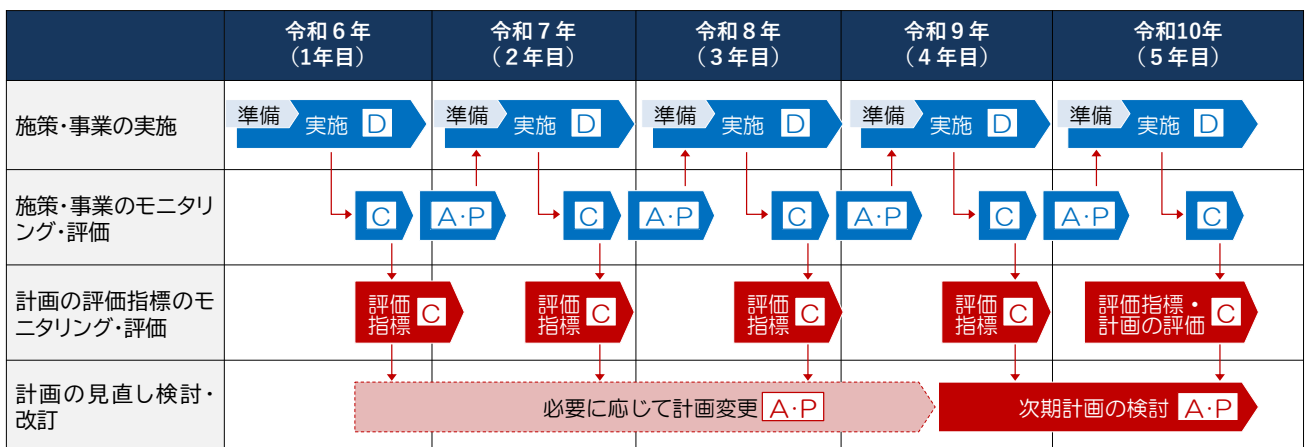 令和６年
（1年目）
令和７年
（２年目）
令和８年
（３年目）
令和９年
（４年目）
令和10年
（５年目）
施策・事業の実施
準備
実施 D
準備
実施 D
準備
実施 D
準備
実施 D
準備
実施 D
施策・事業のモニタリ
ング・評価
C
A・P
C
A・P
C
A・P
C
A・P
C
計画の評価指標のモ
ニタリング・評価
評価
指標 C
評価
指標 C
評価
指標 C
評価
指標 C
評価指標・
計画の評価 C
計画の見直し検討・
改訂
必要に応じて計画変更 A・P
次期計画の検討 A・P